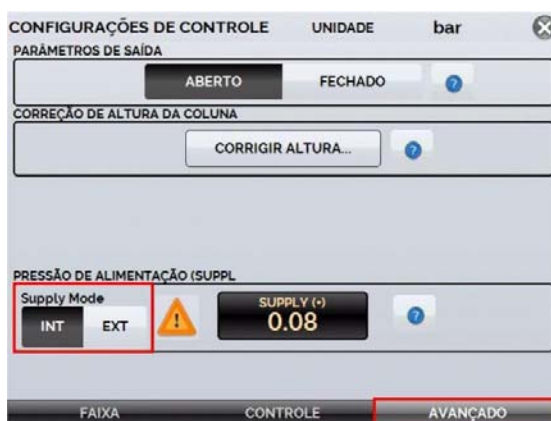 CONFIGURAÇÕES DE CONTROLE UNIDADE bar
PARÂMETROS DE SAÍDA
ABERTO FECHADO ?
CORREÇÃO DE ALTURA DA COLUNA
CORRIGIR ALTURA... ?
PRESSÃO DE ALIMENTAÇÃO (SUPPL
Supply Mode
INT EXT ! SUPPLY (•) ?
0.08
FAIXA CONTROLE AVANÇADO